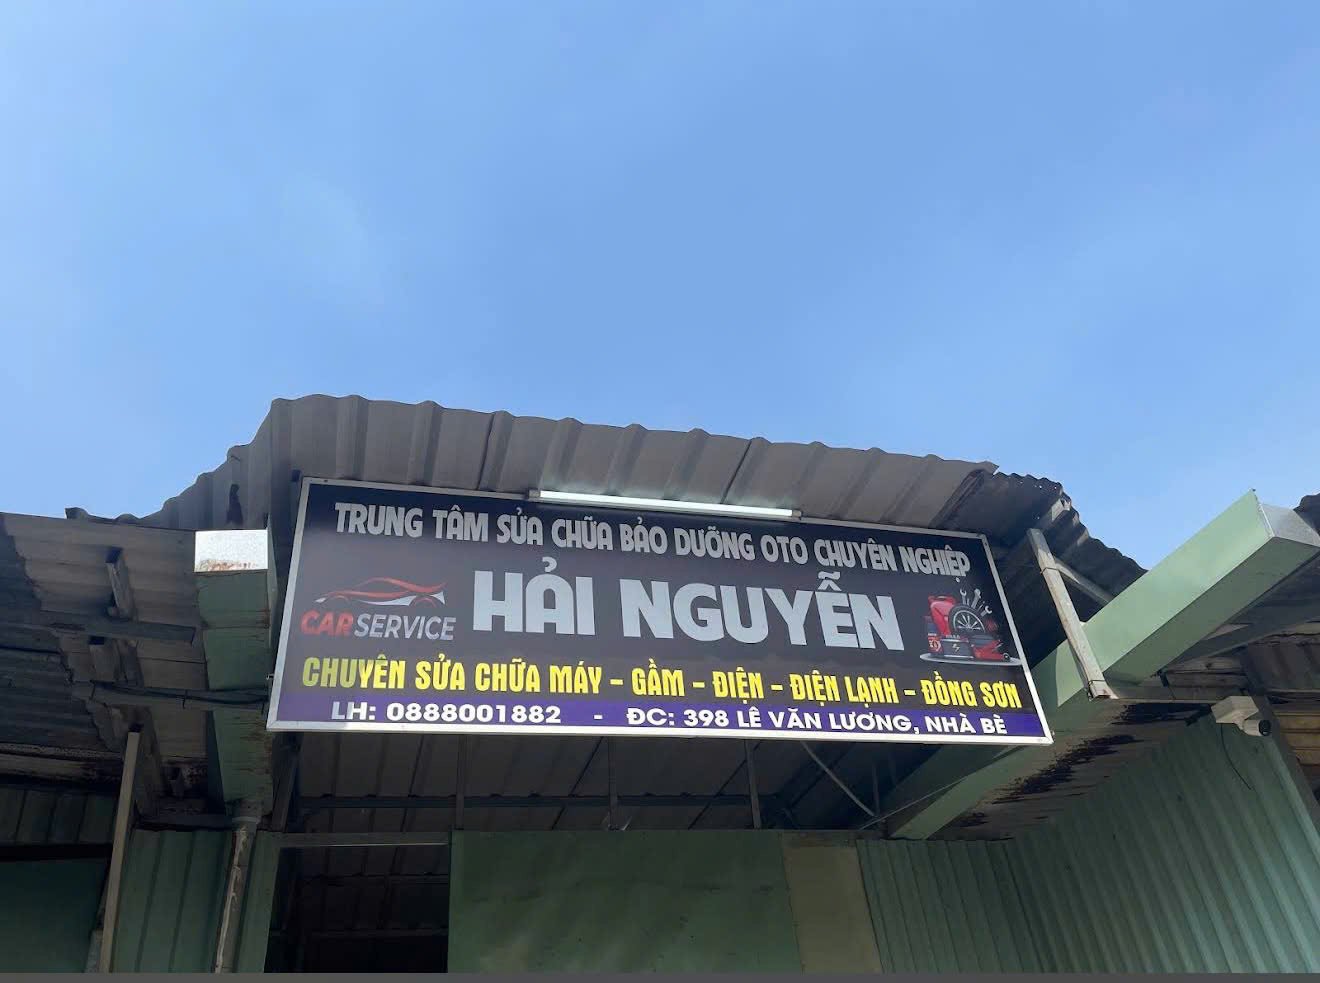 TRUNG TÂM SỬA CHỮA BẢO DƯỠNG OTO CHUYÊN NGHIỆP
HẢI NGUYỄN
CARSERVICE
CHUYÊN SỬA CHỮA MÁY - GẦM - ĐIỆN - ĐIỆN LẠNH - ĐỒNG SƠN
LH: 0888001882 - ĐC: 398 LÊ VĂN LƯƠNG, NHÀ BÈ